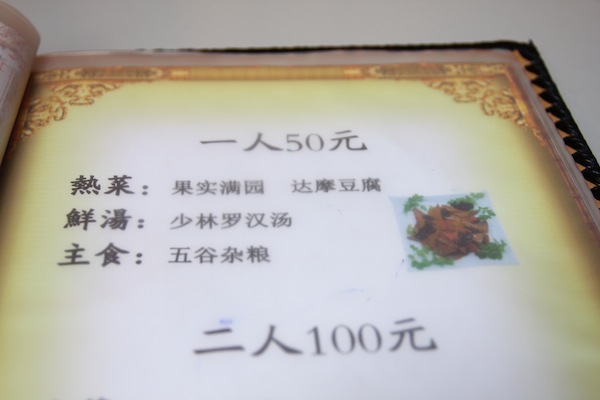 一人50元
熱菜：果实满园 达摩豆腐
鮮湯：少林罗汉汤
主食：五谷杂粮
二人100元